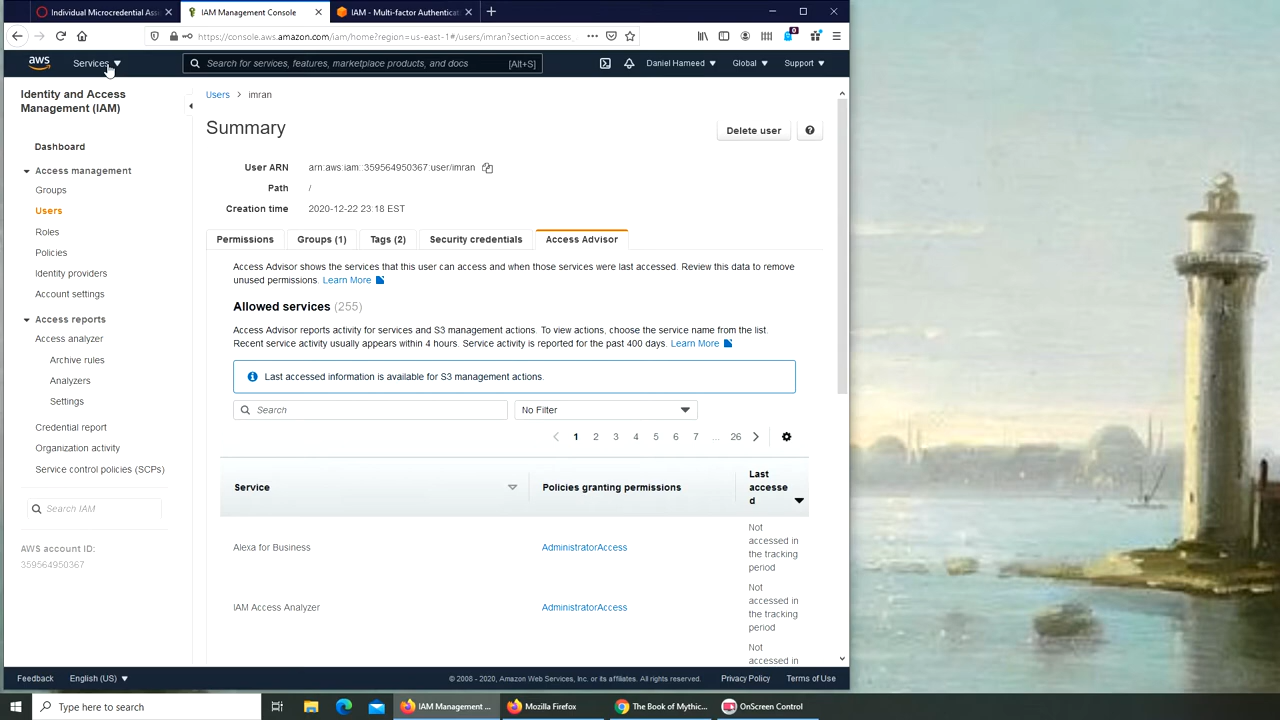 Individual Microcredential Ass
IAM Management Console
IAM - Multi-factor Authenticat
https://console.aws.amazon.com/iam/home?region=us-east-1#/users/imran?section=access_
0
aws
Services
Search for services, features, marketplace products, and docs
[Alt+S]
Daniel Hameed
Global
Support
Identity and Access
Management (IAM)
Dashboard
Access management
Groups
Users
Roles
Policies
Identity providers
Account settings
Access reports
Access analyzer
Archive rules
Analyzers
Settings
Credential report
Organization activity
Service control policies (SCPs)
Search IAM
AWS account ID:
359564950367
Users > imran
Summary
Delete user
User ARN arn:aws:iam::359564950367:user/imran
Path /
Creation time 2020-12-22 23:18 EST
Permissions
Groups (1)
Tags (2)
Security credentials
Access Advisor
Access Advisor shows the services that this user can access and when those services were last accessed. Review this data to remove
unused permissions. Learn More
Allowed services (255)
Access Advisor reports activity for services and S3 management actions. To view actions, choose the service name from the list.
Recent service activity usually appears within 4 hours. Service activity is reported for the past 400 days. Learn More
Last accessed information is available for S3 management actions.
Search
No Filter
1 2 3 4 5 6 7 ... 26
Service
Policies granting permissions
Last
accesse
d
Alexa for Business
AdministratorAccess
Not
accessed in
the tracking
period
IAM Access Analyzer
AdministratorAccess
Not
accessed in
the tracking
period
Not
accessed in
Feedback
English (US)
© 2008 - 2020, Amazon Web Services, Inc. or its affiliates. All rights reserved.
Privacy Policy
Terms of Use
Type here to search
IAM Management ...
Mozilla Firefox
The Book of Mythic...
OnScreen Control